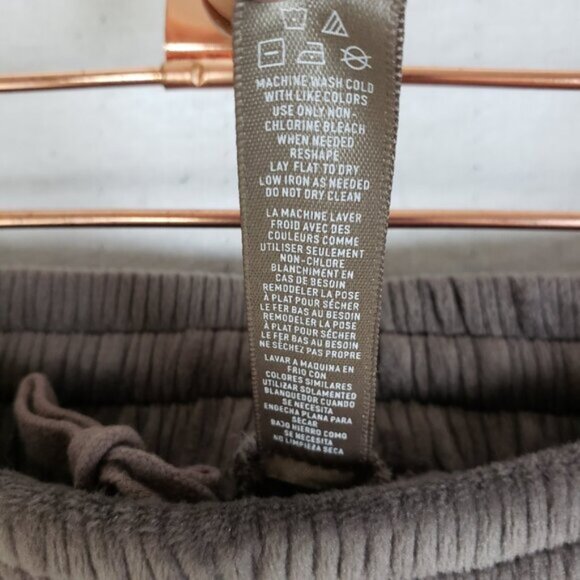 MACHINE WASH COLD
WITH LIKE COLORS
USE ONLY NON-
CHLORINE BLEACH
WHEN NEEDED
RESHAPE
LAY FLAT TO DRY
LOW IRON AS NEEDED
DO NOT DRY CLEAN
LA MACHINE LAVER
FROID AVEC DES
COULEURS COMME
UTILISER SEULEMENT
NON-CHLORE
BLANCHIMENT EN
CAS DE BESOIN
REMODELER LA POSE
À PLAT POUR SÉCHER
LE FER BAS AU BESOIN
REMODELER LA POSE
À PLAT POUR SÉCHER
LE FER BAS AU BESOIN
NE SÉCHEZ PAS PROPRE
LAVAR A MAQUINA EN
FRIO CON
COLORES SIMILARES
UTILIZAR SOLAMENTED
BLANQUEDOR CUANDO
SE NECESITA
ENDECHA PLANA PARA
SECAR
BAJO HIERRO COMO
SE NECESITA
NO LIMPIEZA SECA